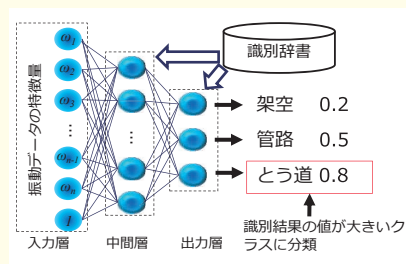 振動データの特徴量
ω1
ω2
ω3
…
ωn-1
ωn
1
…
識別辞書
架空 0.2
管路 0.5
とう道 0.8
入力層
中間層
出力層
識別結果の値が大きいク
ラスに分類